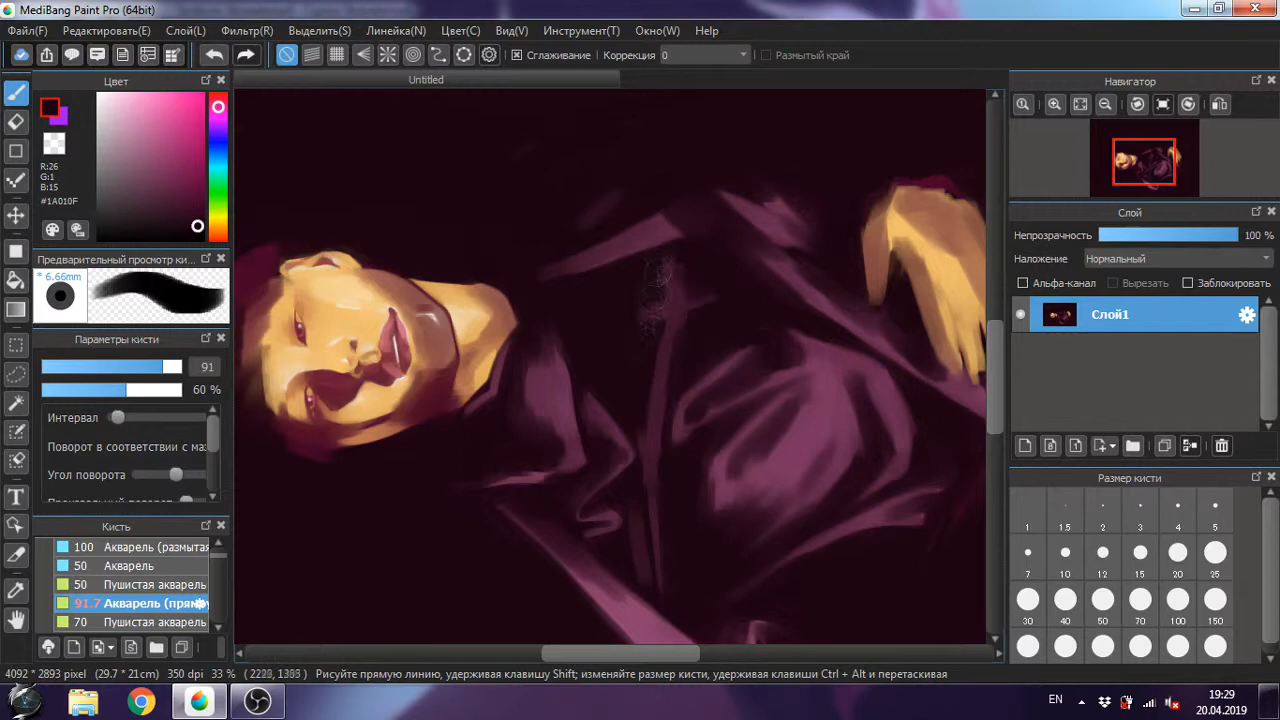 MediBang Paint Pro (64bit)
Файл(F) Редактировать(E) Слой(L) Фильтр(R) Выделить(S) Линейка(N) Цвет(C) Вид(V) Инструмент(T) Окно(W) Help
Сглаживание Коррекция 0 Размытый край
Untitled
Цвет
R:26
G:1
B:15
#1A010F
Предварительный просмотр ки...
* 6.66mm
Параметры кисти
91
60 %
Интервал
Поворот в соответствии с ма
Угол поворота
Кисть
100 Акварель (размытая
50 Акварель
50 Пушистая акварель
91.7 Акварель (прям
70 Пушистая акварель
Навигатор
Слой
Непрозрачность 100 %
Наложение Нормальный
Альфа-канал Вырезать Заблокировать
Слой1
Размер кисти
1 1.5 2 3 4 5
7 10 12 15 20 25
30 40 50 70 100 150
4092 * 2893 pixel (29.7 * 21cm) 350 dpi 33 % Рисуйте прямую линию, удерживая клавишу Shift; изменяйте размер кисти, удерживая клавиши Ctrl + Alt и перетаскивая
EN
19:29
20.04.2019